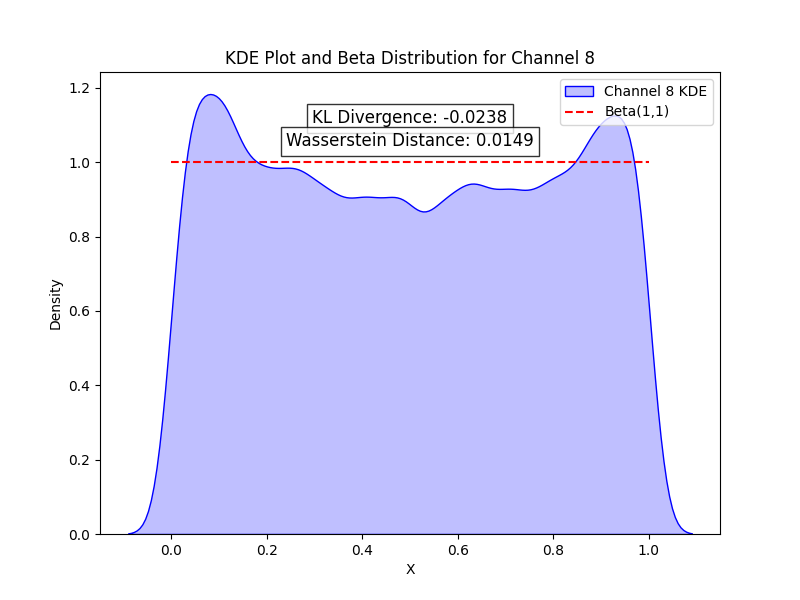 KDE Plot and Beta Distribution for Channel 8
Channel 8 KDE
Beta(1,1)
KL Divergence: -0.0238
Wasserstein Distance: 0.0149
Density
1.2
1.0
0.8
0.6
0.4
0.2
0.0
0.0 0.2 0.4 0.6 0.8 1.0
X